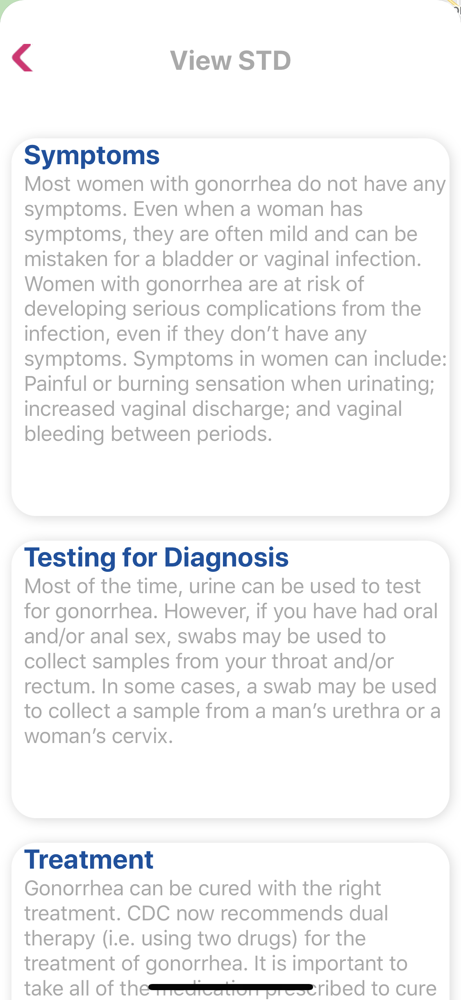 View STD
Symptoms
Most women with gonorrhea do not have any
symptoms. Even when a woman has
symptoms, they are often mild and can be
mistaken for a bladder or vaginal infection.
Women with gonorrhea are at risk of
developing serious complications from the
infection, even if they don’t have any
symptoms. Symptoms in women can include:
Painful or burning sensation when urinating;
increased vaginal discharge; and vaginal
bleeding between periods.
Testing for Diagnosis
Most of the time, urine can be used to test
for gonorrhea. However, if you have had oral
and/or anal sex, swabs may be used to
collect samples from your throat and/or
rectum. In some cases, a swab may be used
to collect a sample from a man’s urethra or a
woman’s cervix.
Treatment
Gonorrhea can be cured with the right
treatment. CDC now recommends dual
therapy (i.e. using two drugs) for the
treatment of gonorrhea. It is important to
take all of the medication prescribed to cure